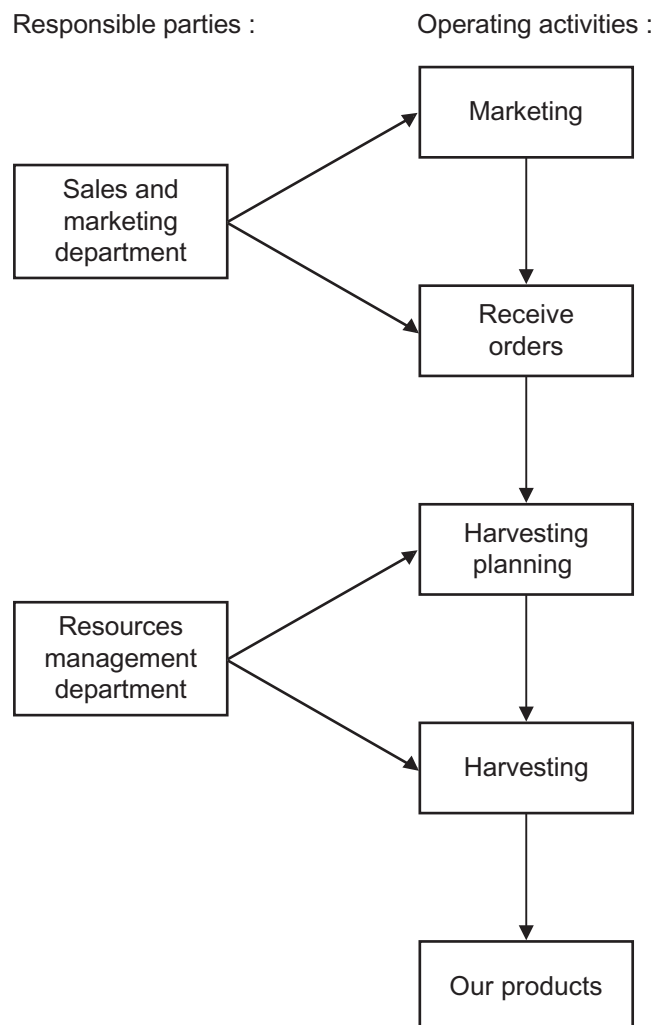 Responsible parties :
Operating activities :
Marketing
Sales and
marketing
department
Receive
orders
Harvesting
planning
Resources
management
department
Harvesting
Our products